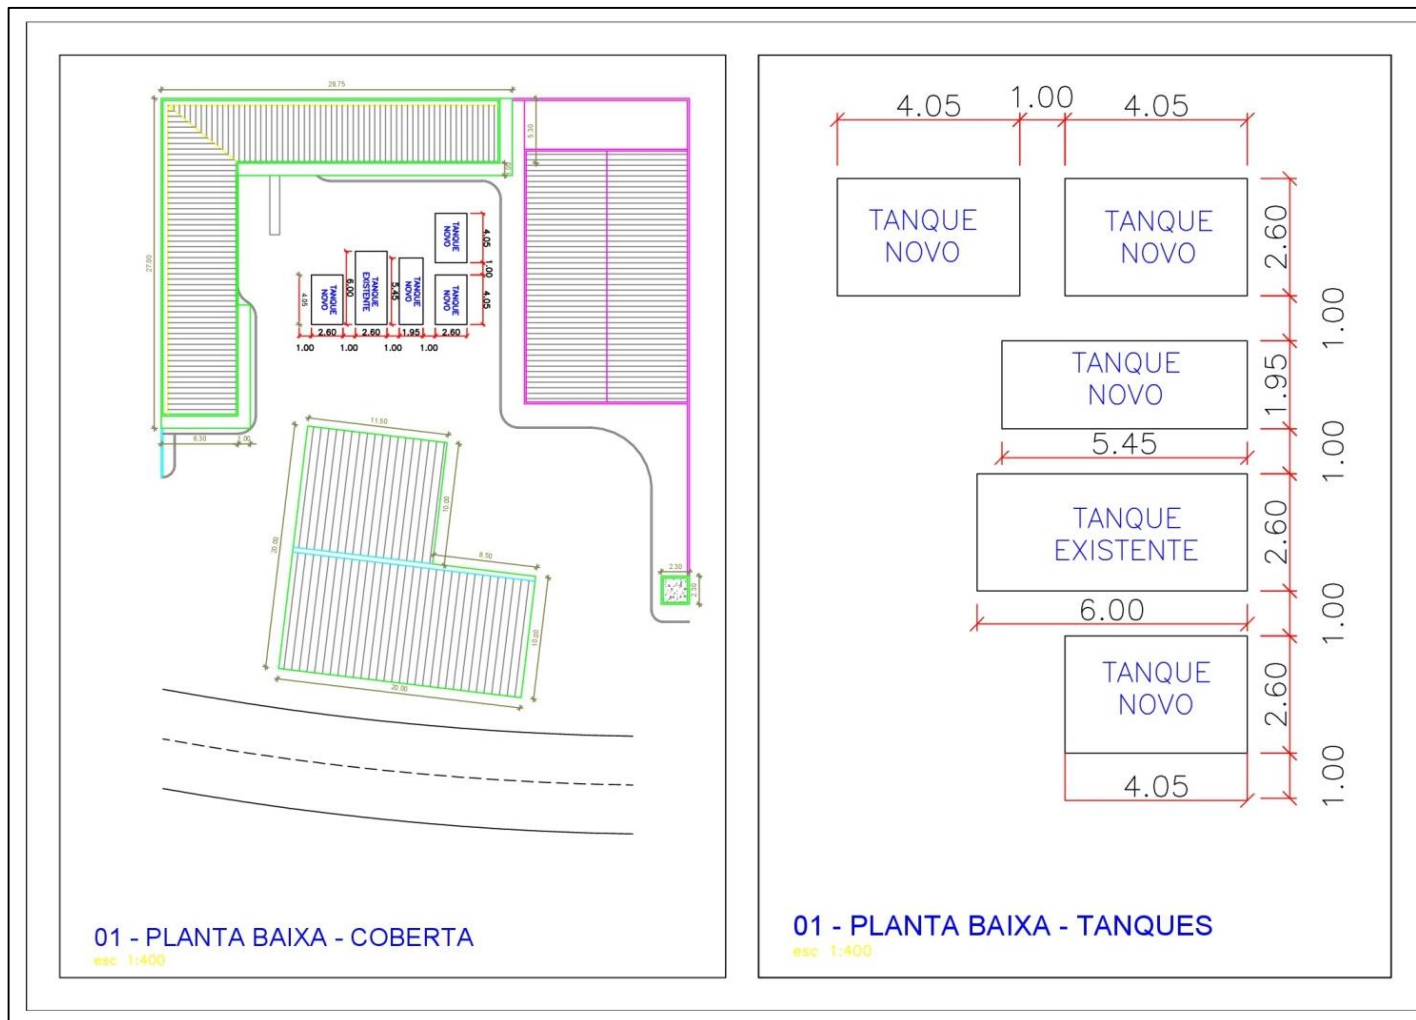 28.75
5.30
1.00
27.00
TANQUE
NOVO
4.05
1.00
TANQUE
NOVO
4.05
2.60
TANQUE
NOVO
5.45
1.95
TANQUE
EXISTENTE
6.00
2.60
TANQUE
NOVO
4.05
2.60
1.00
1.00
1.00
1.00
6.30
1.00
11.50
10.00
20.00
8.50
10.00
20.00
2.30
2.30
01 - PLANTA BAIXA - COBERTA
esc 1:400
4.05
1.00
4.05
TANQUE
NOVO
TANQUE
NOVO
2.60
1.00
TANQUE
NOVO
1.95
5.45
1.00
TANQUE
EXISTENTE
2.60
6.00
1.00
TANQUE
NOVO
2.60
4.05
1.00
01 - PLANTA BAIXA - TANQUES
esc 1:400